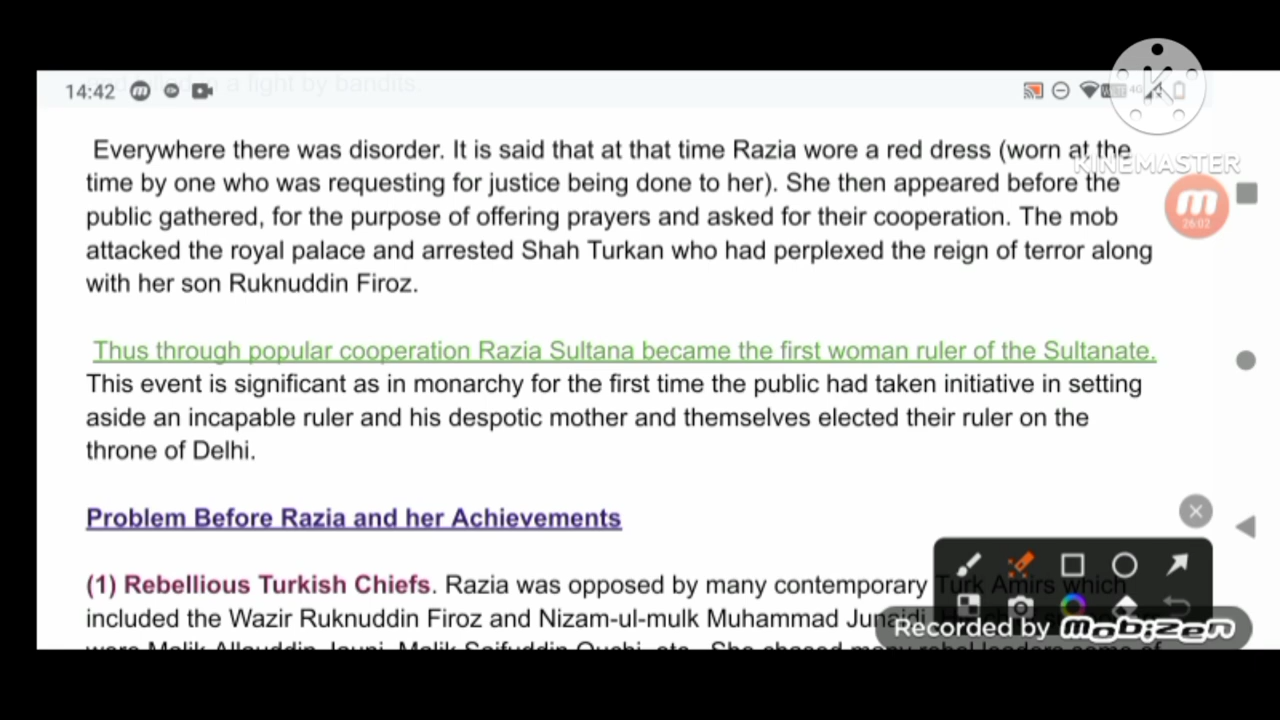 a fight by bandits.
14:42
4G
KINEMASTER
26:02
Everywhere there was disorder. It is said that at that time Razia wore a red dress (worn at the
time by one who was requesting for justice being done to her). She then appeared before the
public gathered, for the purpose of offering prayers and asked for their cooperation. The mob
attacked the royal palace and arrested Shah Turkan who had perplexed the reign of terror along
with her son Ruknuddin Firoz.
Thus through popular cooperation Razia Sultana became the first woman ruler of the Sultanate.
This event is significant as in monarchy for the first time the public had taken initiative in setting
aside an incapable ruler and his despotic mother and themselves elected their ruler on the
throne of Delhi.
Problem Before Razia and her Achievements
(1) Rebellious Turkish Chiefs. Razia was opposed by many contemporary Turk Amirs which
included the Wazir Ruknuddin Firoz and Nizam-ul-mulk Muhammad Junaidi.
Recorded by mobizen